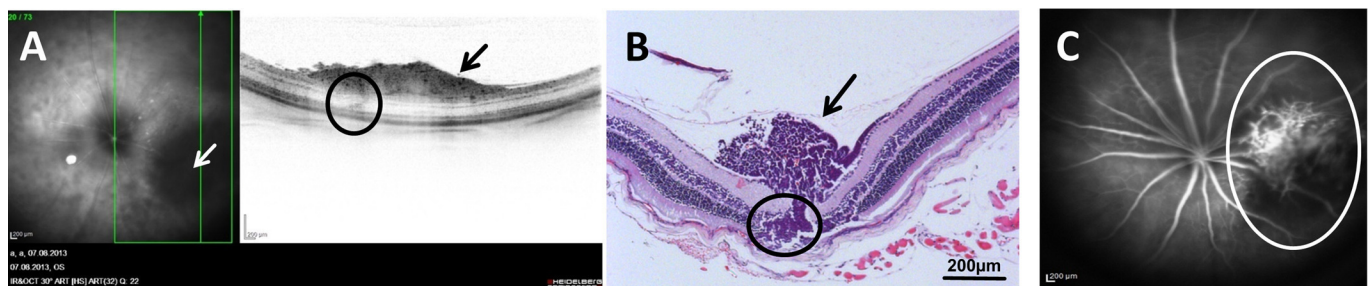 20 / 73
A
200 µm
200 µm
a, a, 07.08.2013
07.08.2013, OS
IR&OCT 30° ART [HS] ART(32) Q: 22
HEIDELBERG
B
200µm
C
200 µm